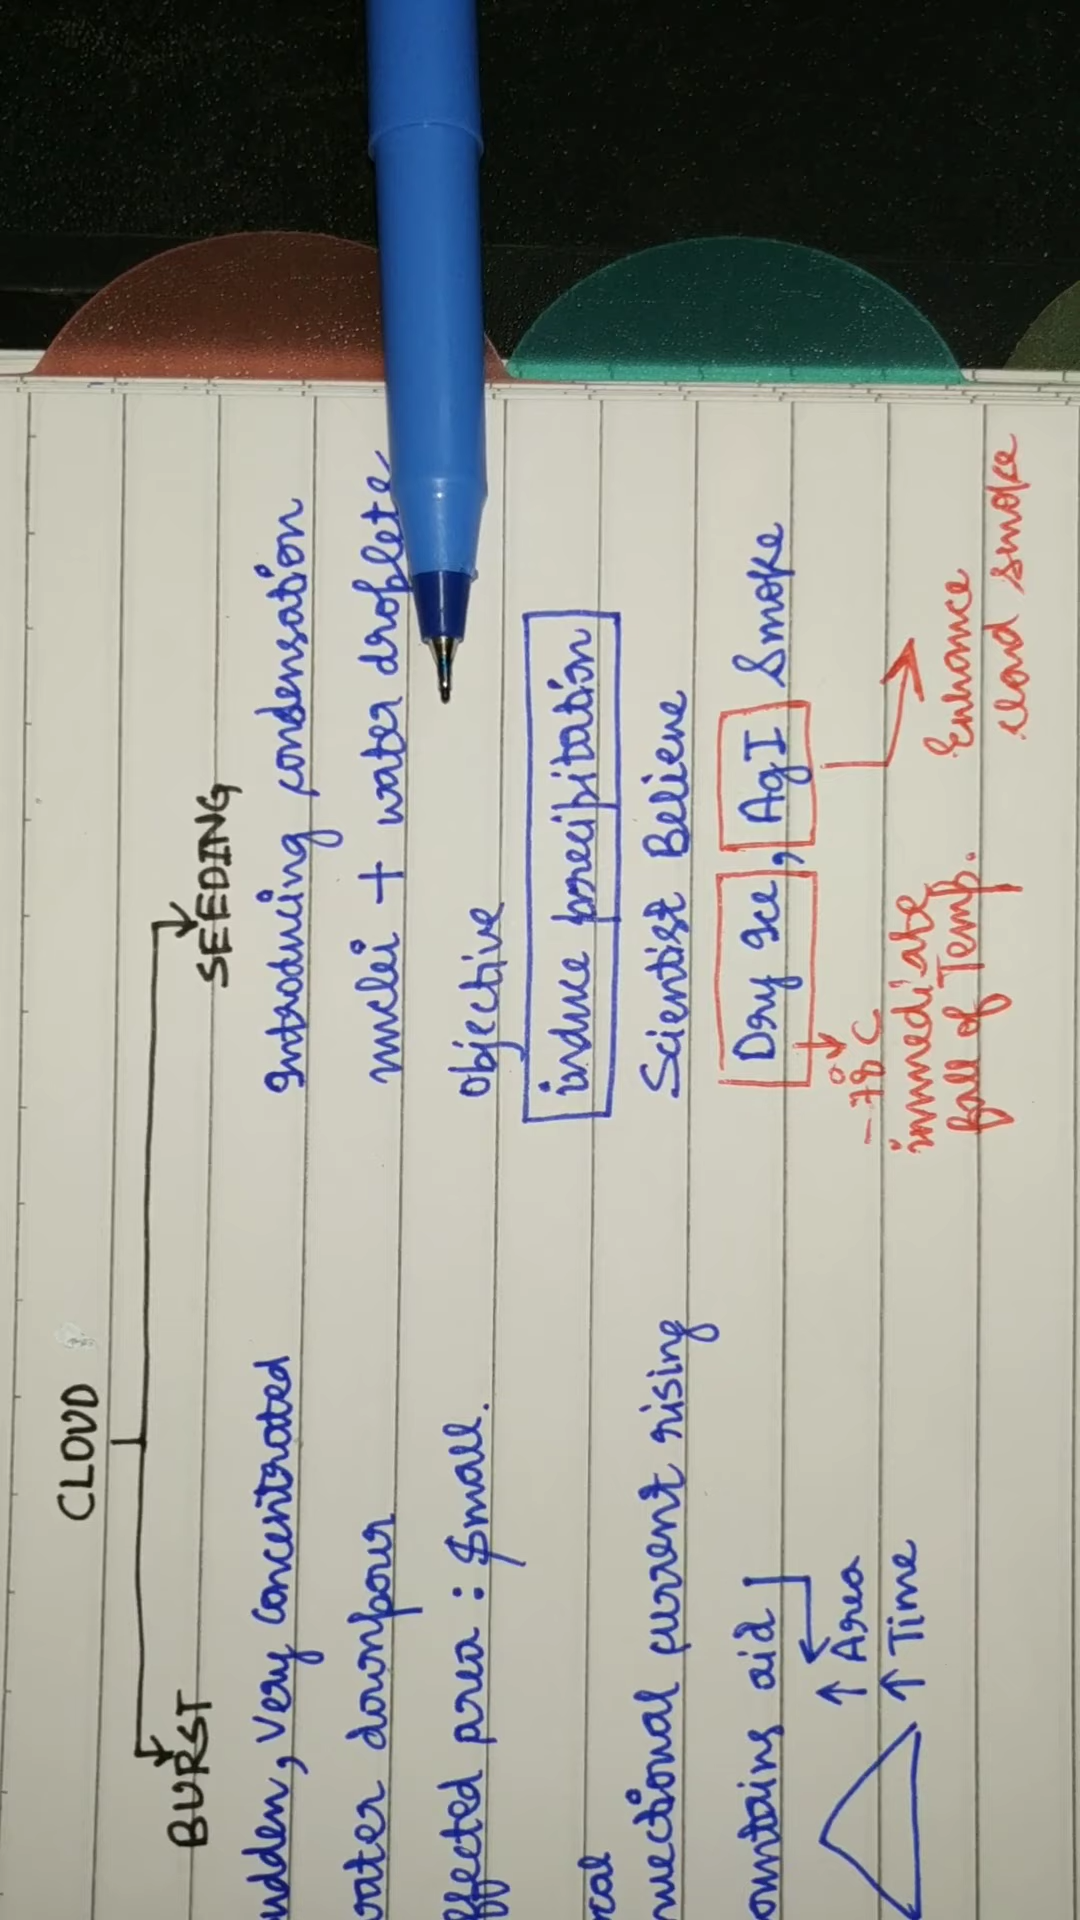 CLOUD
BURST
udden, Very Concentrated
vater downpour
ffected area : Small.
cal
nvectional current rising
ountains aid
↑ Area
↑ Time
SEEDING
Introducing condensation
nuclei + water droplets
Objective
induce precipitation
Scientist Believe
Dry Ice, AgI Smoke
-78°C
immediate
fall of Temp.
Enhance
cloud smoke